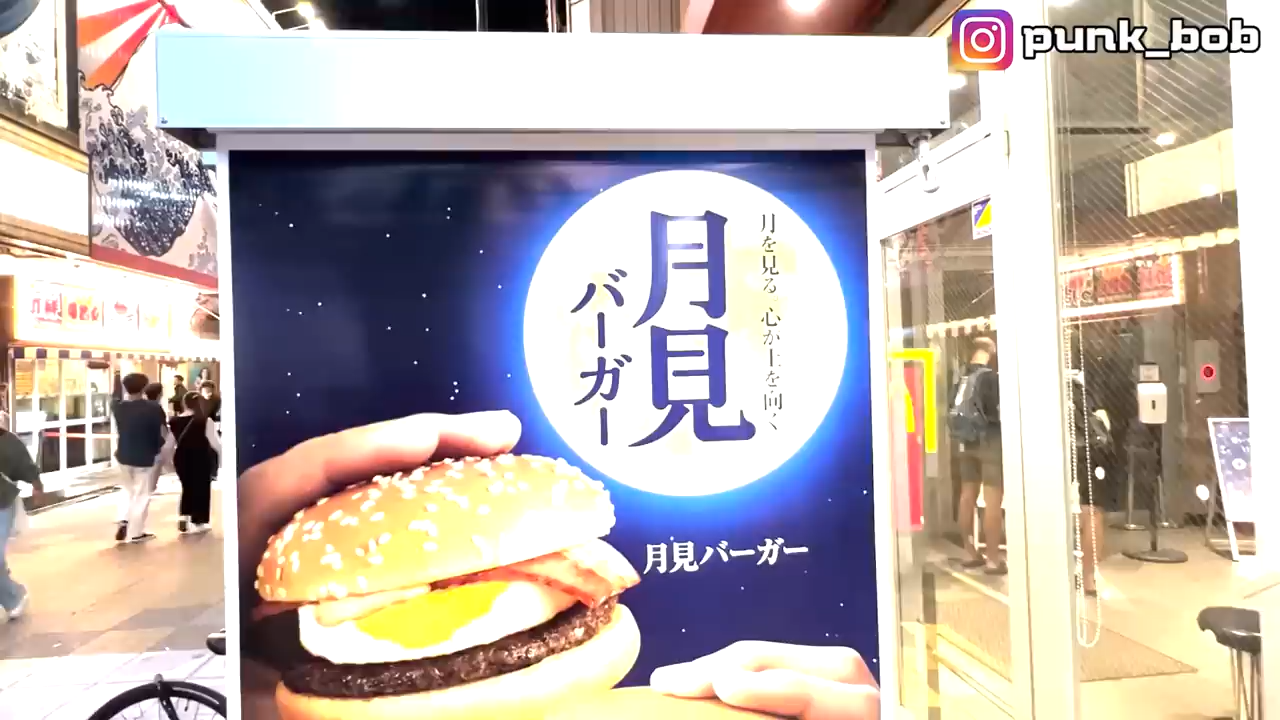 punk_bob
月を見る、心が上を向く
月見
バーガー
月見バーガー